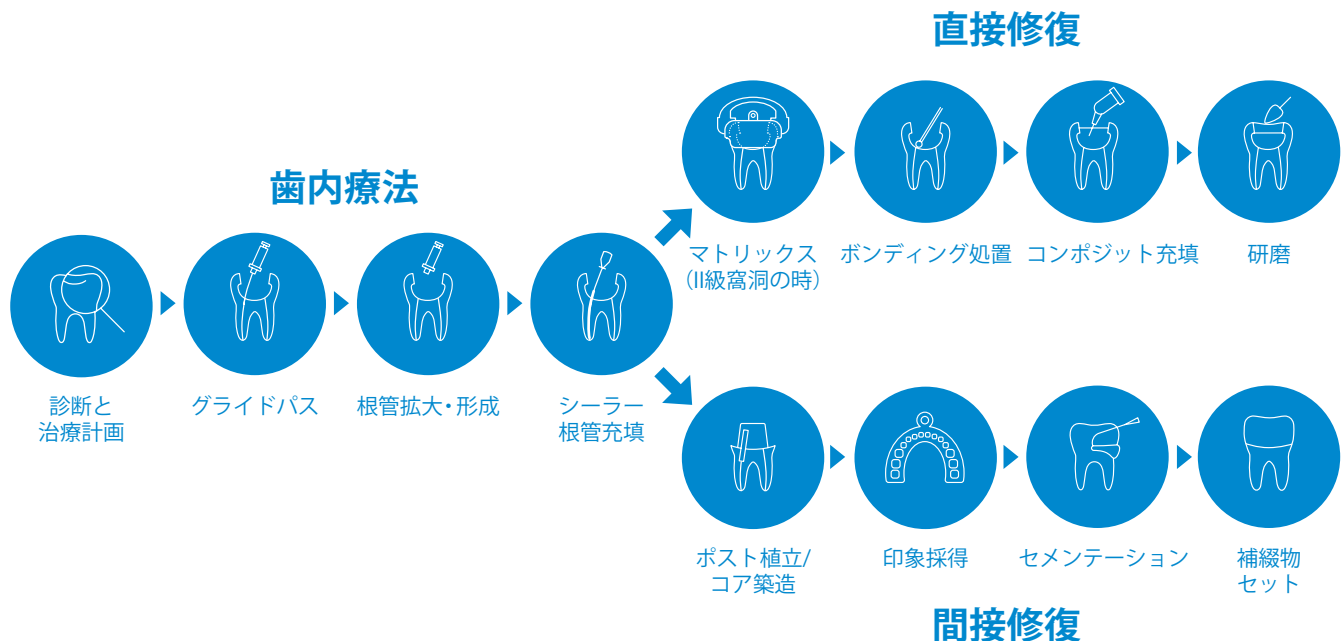 歯内療法
診断と
治療計画
グライドパス
根管拡大・形成
シーラー
根管充填
直接修復
マトリックス
（II級窩洞の時）
ボンディング処置
コンポジット充填
研磨
ポスト植立/
コア築造
印象採得
セメンテーション
補綴物
セット
間接修復